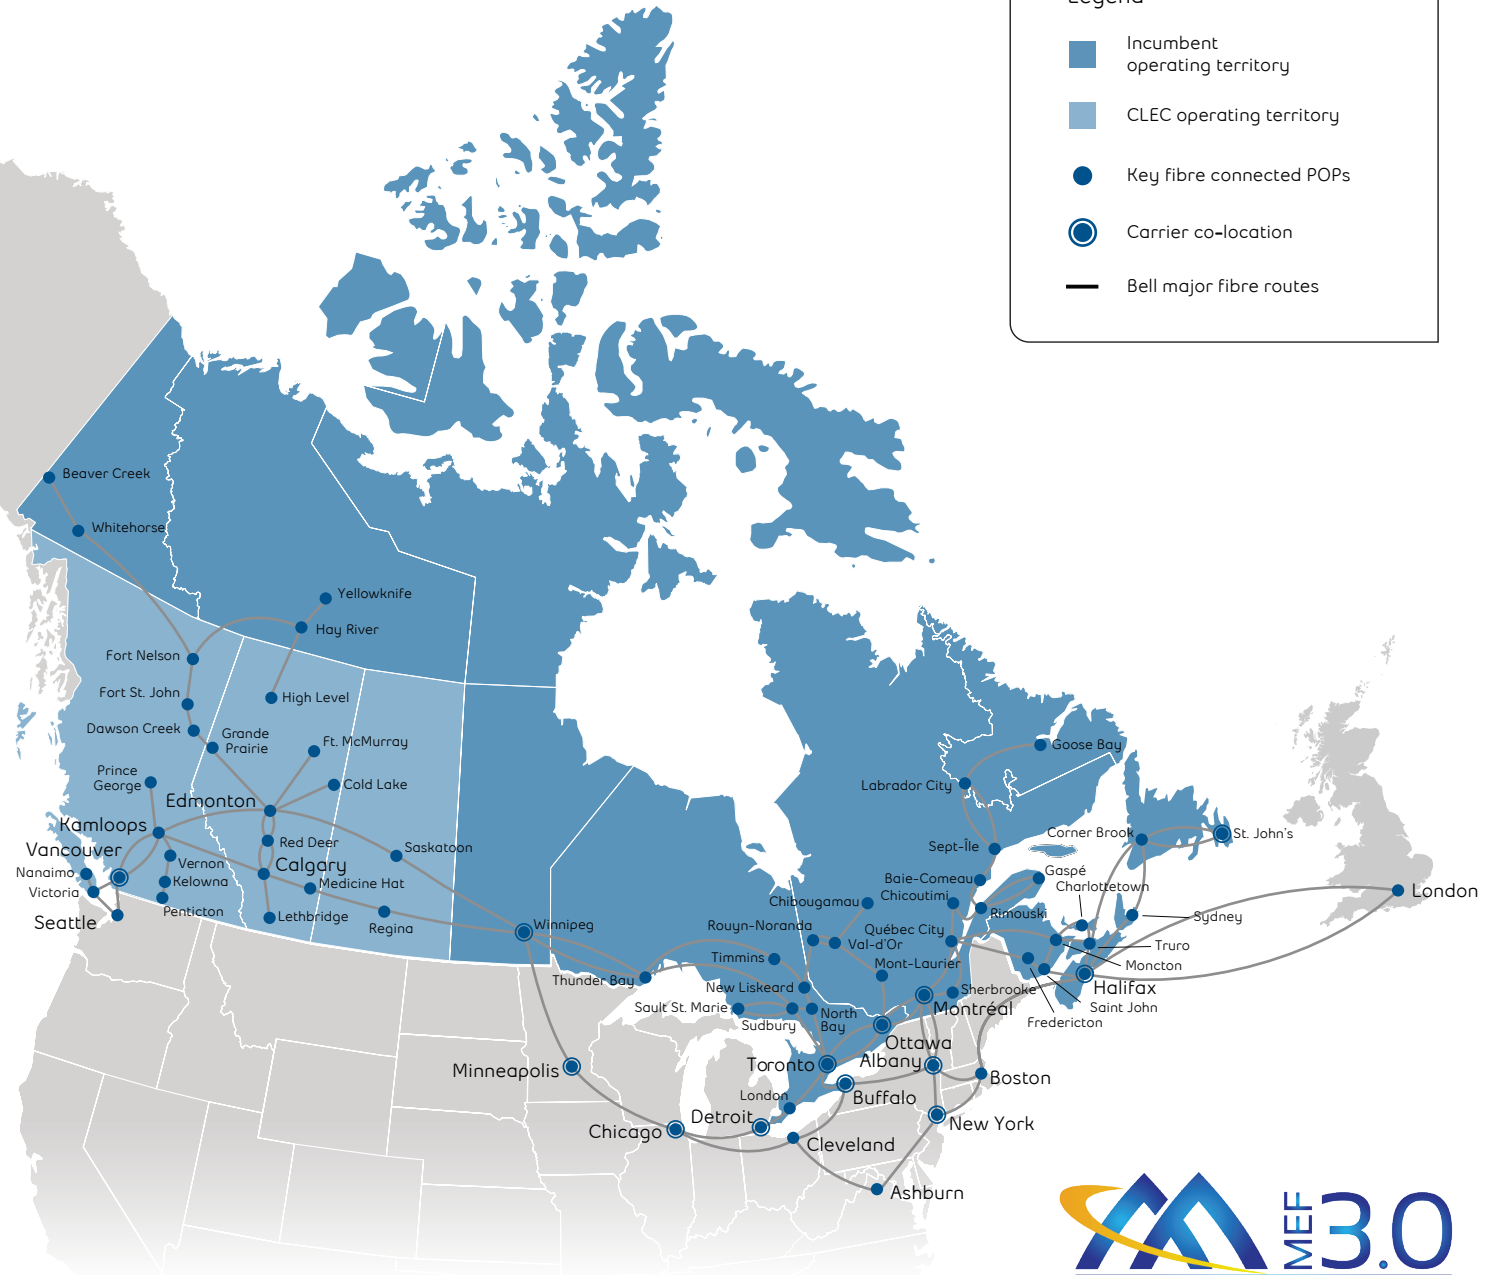 Legend
Incumbent
operating territory
CLEC operating territory
Key fibre connected POPs
Carrier co-location
Bell major fibre routes
Beaver Creek
Whitehorse
Yellowknife
Hay River
Fort Nelson
Fort St. John
High Level
Dawson Creek
Grande
Prairie
Ft. McMurray
Prince
George
Cold Lake
Edmonton
Kamloops
Red Deer
Saskatoon
Vancouver
Vernon
Calgary
Nanaimo
Kelowna
Medicine Hat
Victoria
Penticton
Lethbridge
Seattle
Regina
Winnipeg
Goose Bay
Labrador City
Corner Brook
St. John's
Sept-Île
Gaspé
Baie-Comeau
Charlottetown
Chicoutimi
Chibougamau
London
Rimouski
Sydney
Rouyn-Noranda
Québec City
Val-d'Or
Truro
Timmins
Mont-Laurier
Moncton
Thunder Bay
New Liskeard
Sherbrooke
Halifax
Sault St. Marie
North
Bay
Montréal
Saint John
Sudbury
Fredericton
Ottawa
Toronto
Albany
Minneapolis
Boston
London
Buffalo
Detroit
New York
Chicago
Cleveland
Ashburn
MEF 3.0